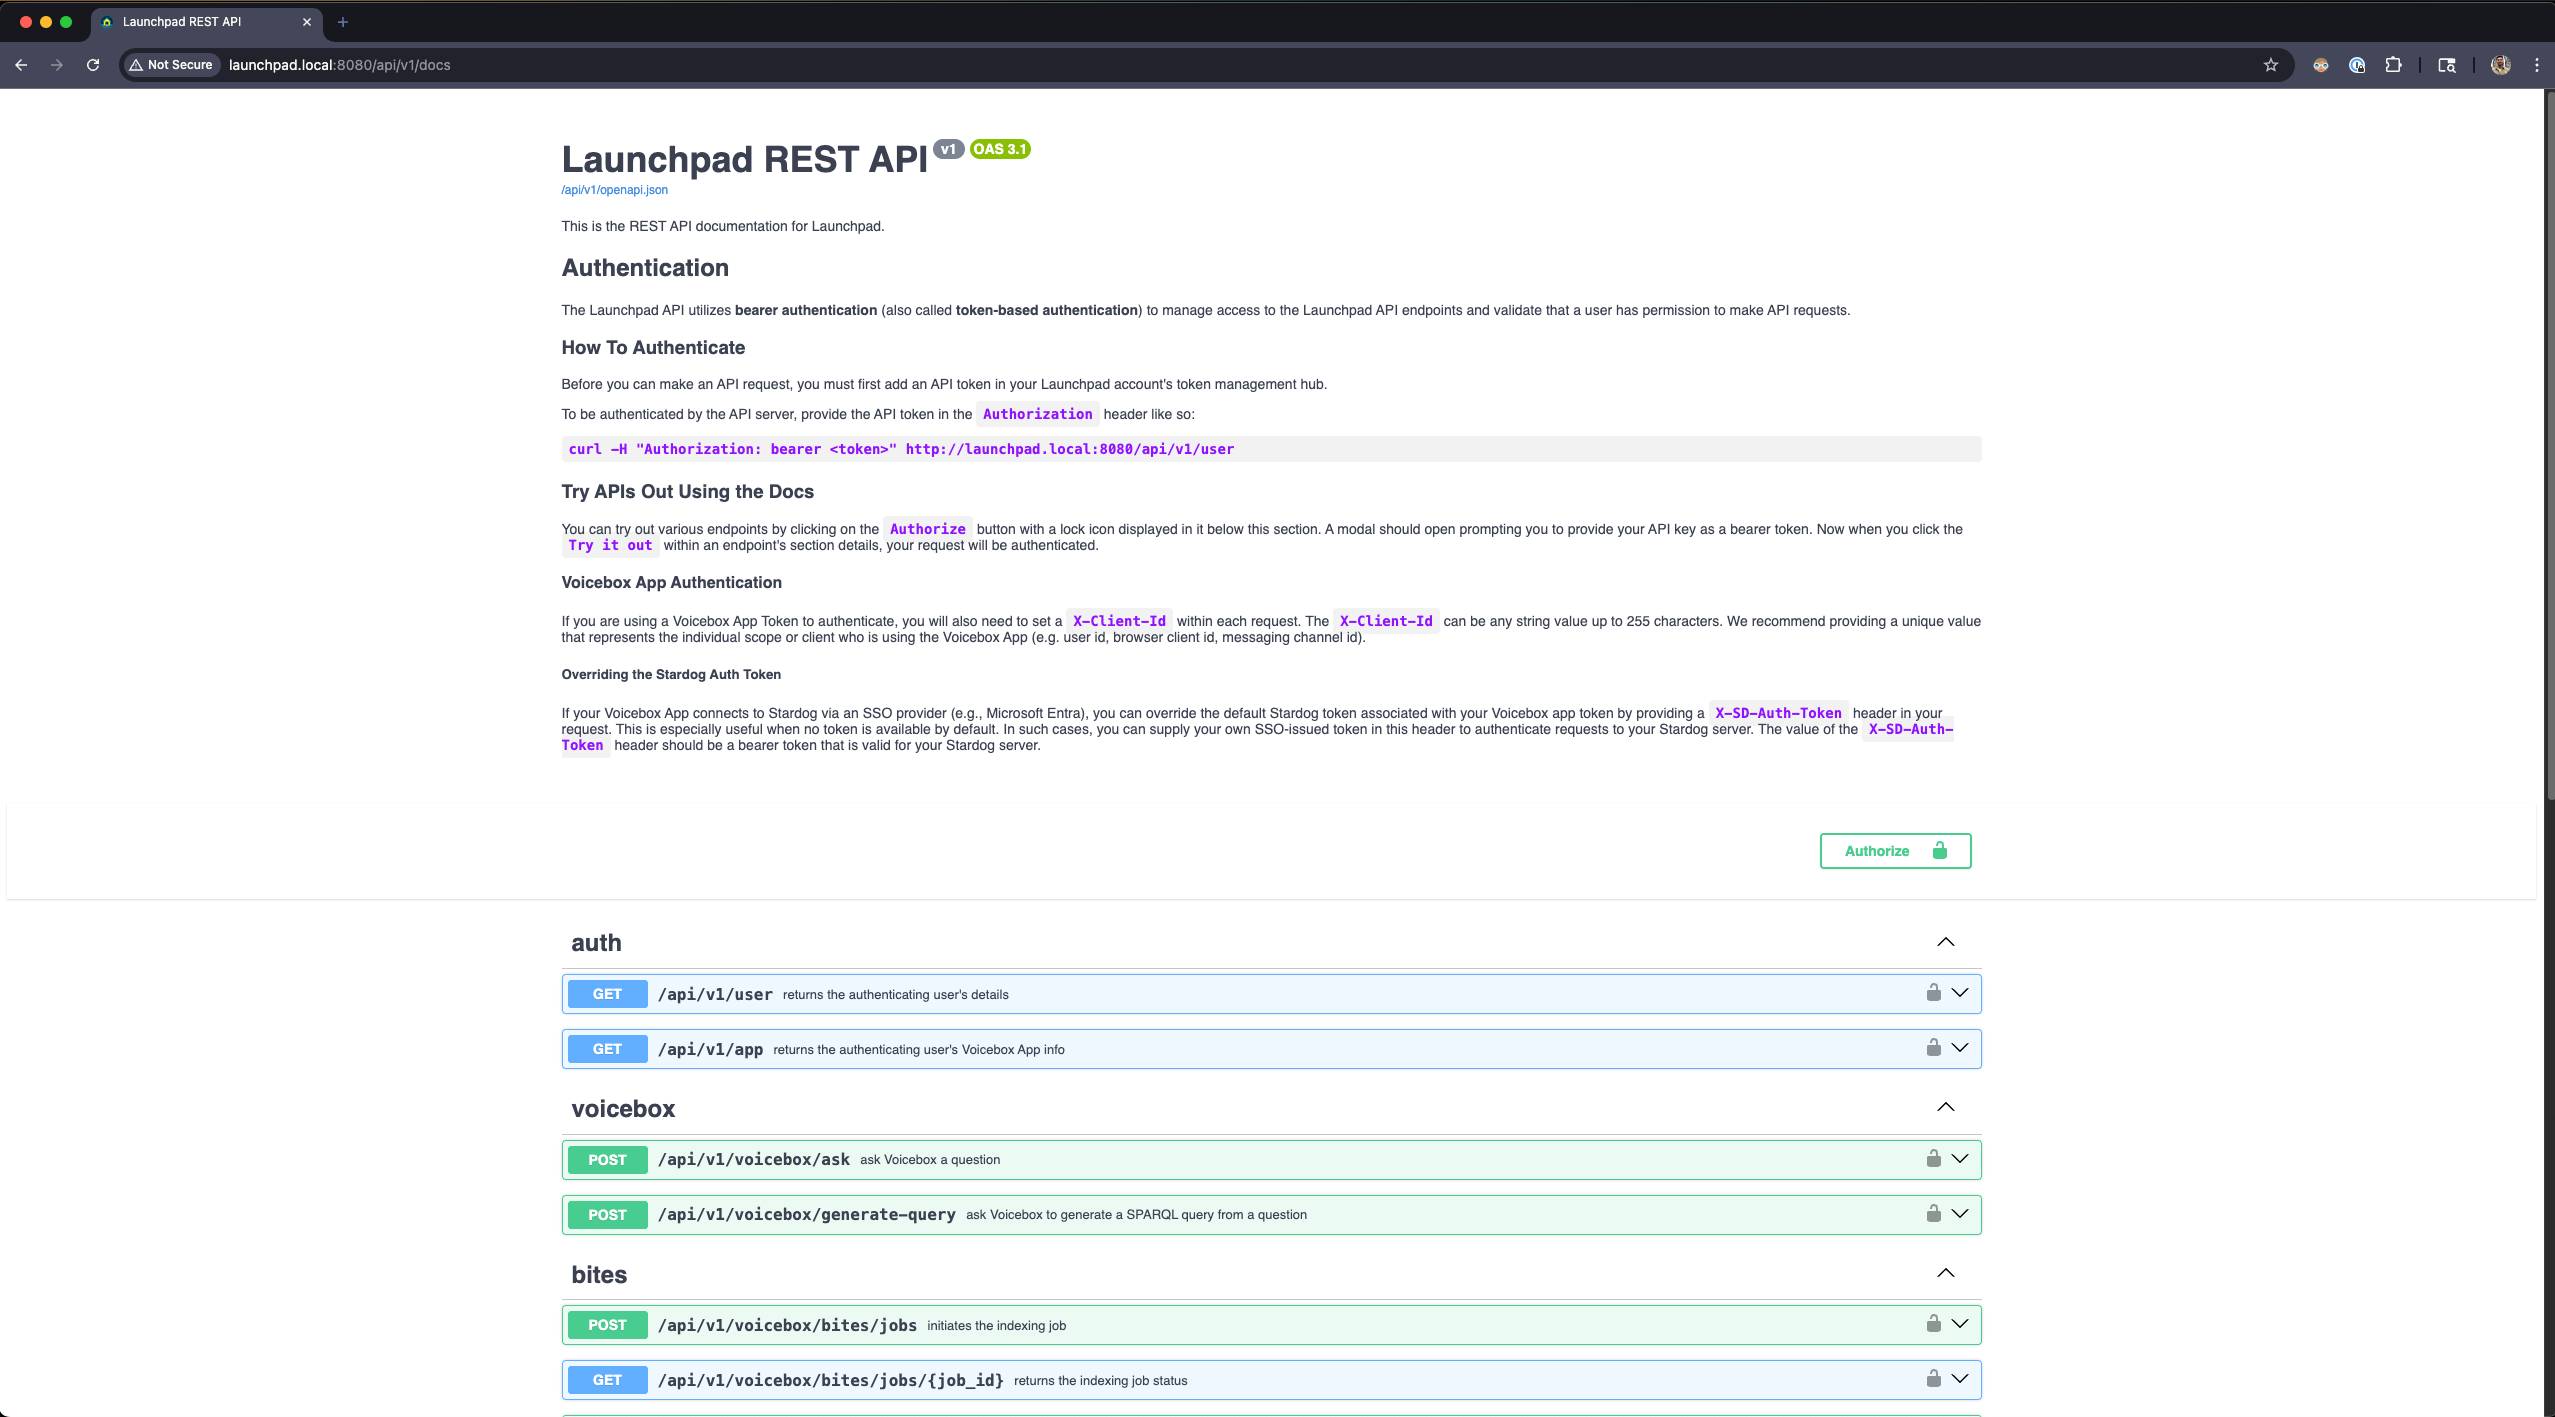 Launchpad REST API
Not Secure
launchpad.local:8080/api/v1/docs
Launchpad REST API v1 OAS 3.1
/api/v1/openapi.json
This is the REST API documentation for Launchpad.
Authentication
The Launchpad API utilizes bearer authentication (also called token-based authentication) to manage access to the Launchpad API endpoints and validate that a user has permission to make API requests.
How To Authenticate
Before you can make an API request, you must first add an API token in your Launchpad account's token management hub.
To be authenticated by the API server, provide the API token in the Authorization header like so:
curl -H "Authorization: bearer <token>" http://launchpad.local:8080/api/v1/user
Try APIs Out Using the Docs
You can try out various endpoints by clicking on the Authorize button with a lock icon displayed in it below this section. A modal should open prompting you to provide your API key as a bearer token. Now when you click the
Try it out within an endpoint's section details, your request will be authenticated.
Voicebox App Authentication
If you are using a Voicebox App Token to authenticate, you will also need to set a X-Client-Id within each request. The X-Client-Id can be any string value up to 255 characters. We recommend providing a unique value
that represents the individual scope or client who is using the Voicebox App (e.g. user id, browser client id, messaging channel id).
Overriding the Stardog Auth Token
If your Voicebox App connects to Stardog via an SSO provider (e.g., Microsoft Entra), you can override the default Stardog token associated with your Voicebox app token by providing a X-SD-Auth-Token header in your
request. This is especially useful when no token is available by default. In such cases, you can supply your own SSO-issued token in this header to authenticate requests to your Stardog server. The value of the X-SD-Auth-
Token header should be a bearer token that is valid for your Stardog server.
Authorize
auth
GET /api/v1/user returns the authenticating user's details
GET /api/v1/app returns the authenticating user's Voicebox App info
voicebox
POST /api/v1/voicebox/ask ask Voicebox a question
POST /api/v1/voicebox/generate-query ask Voicebox to generate a SPARQL query from a question
bites
POST /api/v1/voicebox/bites/jobs initiates the indexing job
GET /api/v1/voicebox/bites/jobs/{job_id} returns the indexing job status